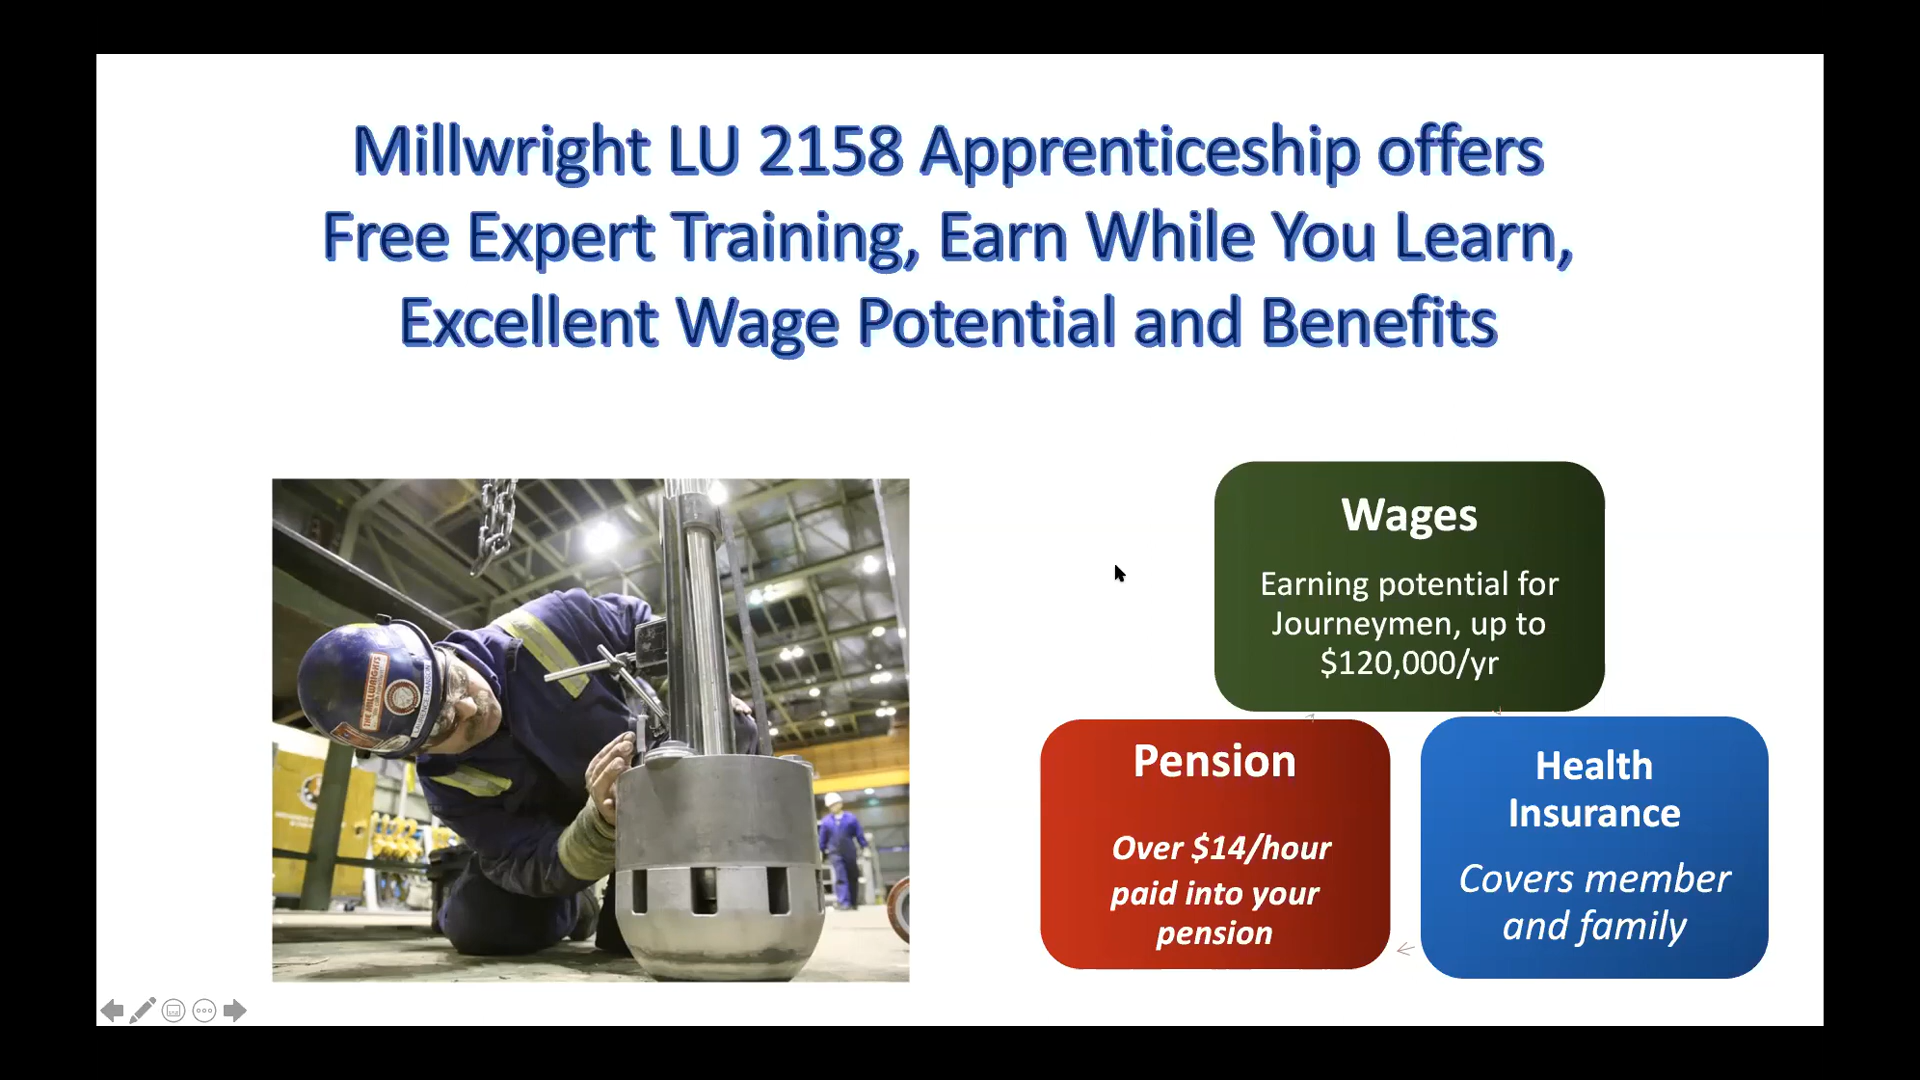 Millwright LU 2158 Apprenticeship offers
Free Expert Training, Earn While You Learn,
Excellent Wage Potential and Benefits
THE MILLWRIGHTS
Wages
Earning potential for
Journeymen, up to
$120,000/yr
Pension
Over $14/hour
paid into your
pension
Health
Insurance
Covers member
and family